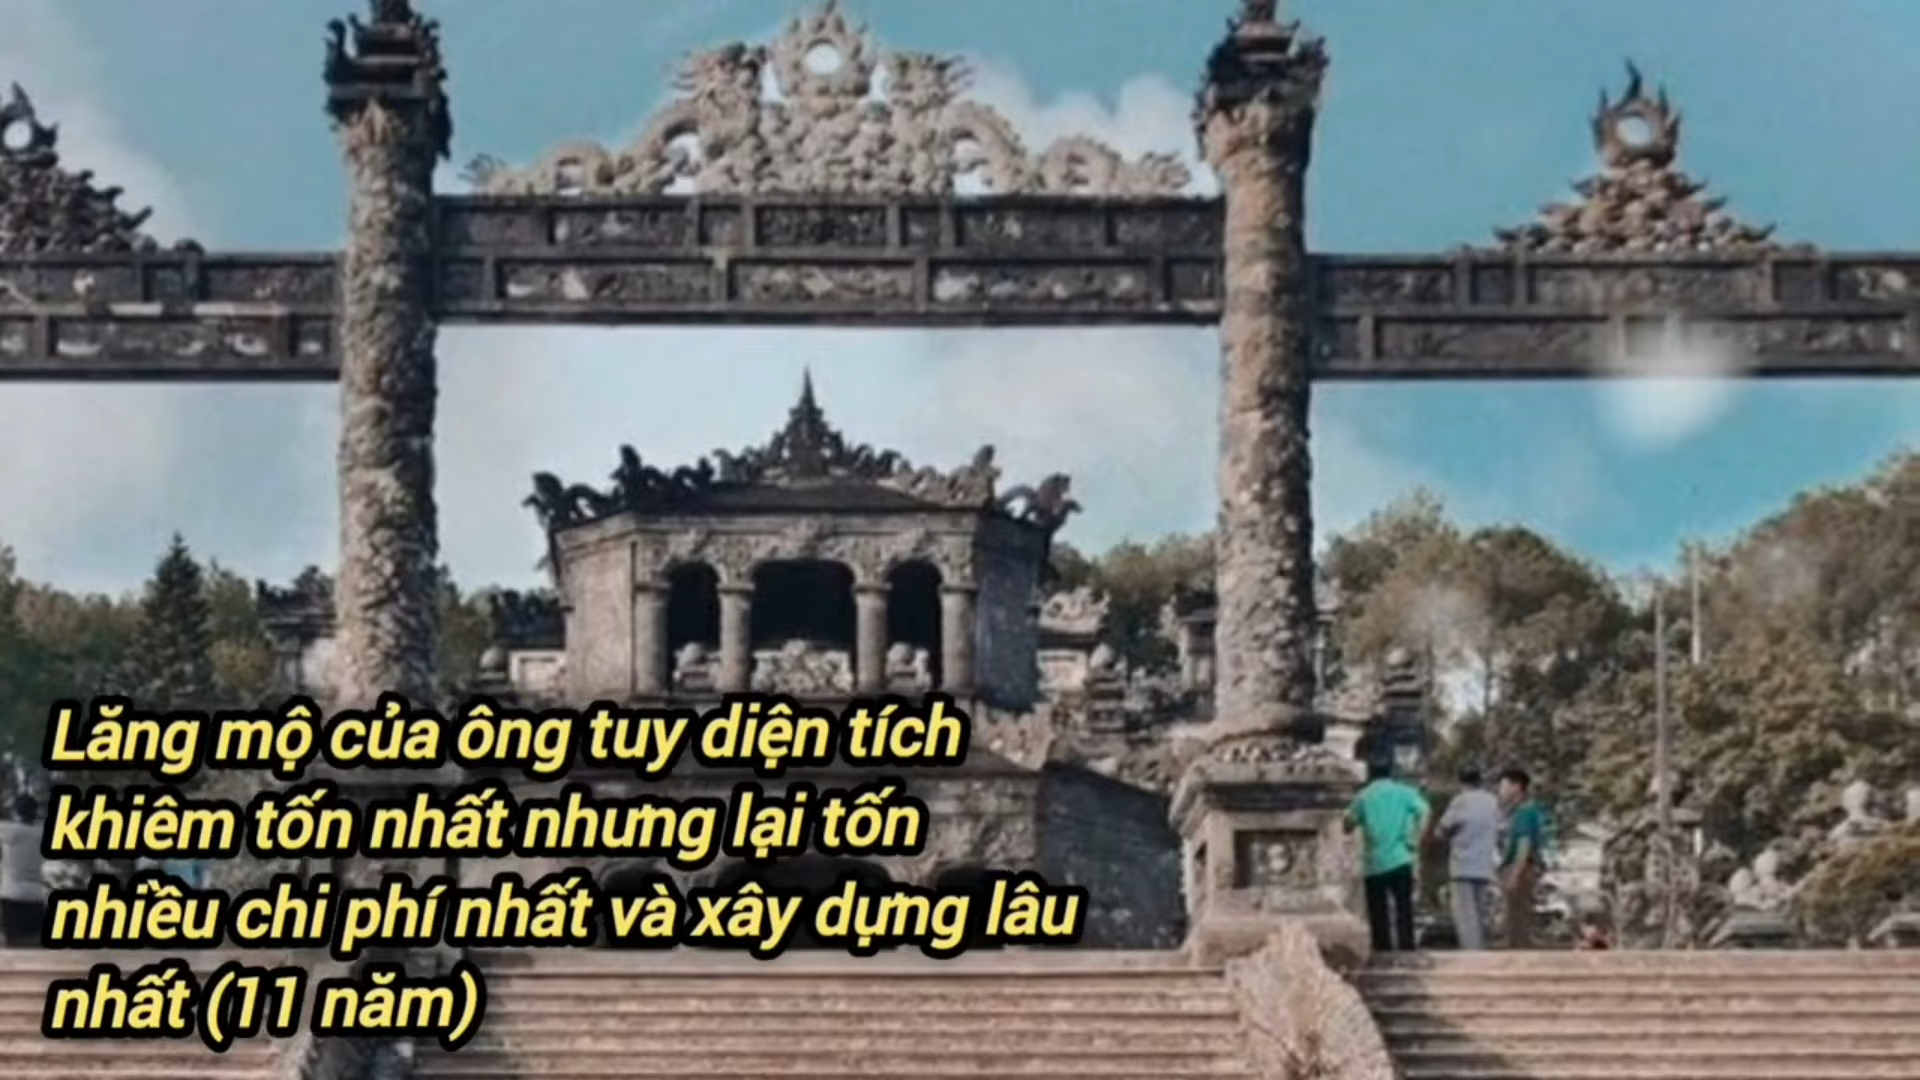 Lăng mộ của ông tuy diện tích
khiêm tốn nhất nhưng lại tốn
nhiều chi phí nhất và xây dựng lâu
nhất (11 năm)